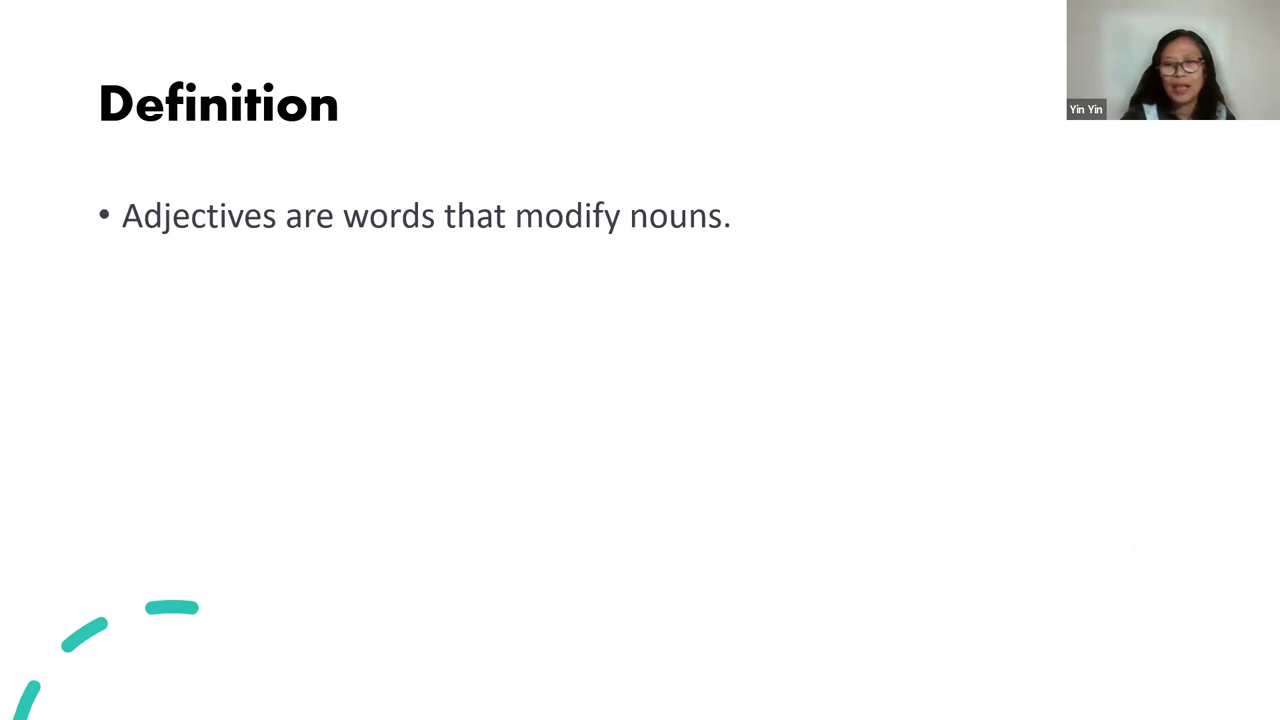 Definition
• Adjectives are words that modify nouns.
Yin Yin